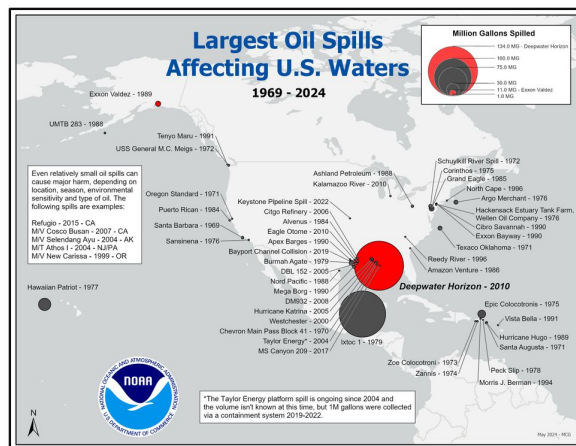 Largest Oil Spills
Affecting U.S. Waters
1969 - 2024
Million Gallons Spilled
134.0 MG - Deepwater Horizon
100.0 MG
75.0 MG
50.0 MG
11.0 MG - Exxon Valdez
1.0 MG
Exxon Valdez - 1989
UMTB 283 - 1988
Tenyo Maru - 1991
USS General M.C. Meigs - 1972
Even relatively small oil spills can
cause major harm, depending on
location, season, environmental
sensitivity and type of oil. The
following spills are examples:
Refugio - 2015 - CA
M/V Cosco Busan - 2007 - CA
M/V Selendang Ayu - 2004 - AK
M/T Athos I - 2004 - NJ/PA
M/V New Carissa - 1999 - OR
Oregon Standard - 1971
Puerto Rican - 1984
Santa Barbara - 1969
Sansinena - 1976
Hawaiian Patriot - 1977
Ashland Petroleum - 1988
Kalamazoo River - 2010
Keystone Pipeline Spill - 2022
Citgo Refinery - 2006
Alvenus - 1984
Eagle Otome - 2010
Apex Barges - 1990
Bayport Channel Collision - 2019
Burmah Agate - 1979
DBL 152 - 2005
Nord Pacific - 1988
Mega Borg - 1990
DM932 - 2008
Hurricane Katrina - 2005
Westchester - 2000
Chevron Main Pass Block 41 - 1970
Taylor Energy* - 2004
MS Canyon 209 - 2017
Schuylkill River Spill - 1972
Corinthos - 1975
Grand Eagle - 1985
North Cape - 1996
Argo Merchant - 1976
Hackensack Estuary Tank Farm,
Wellen Oil Company - 1976
Cibro Savannah - 1990
Exxon Bayway - 1990
Texaco Oklahoma - 1971
Reedy River - 1996
Amazon Venture - 1986
Deepwater Horizon - 2010
Ixtoc 1 - 1979
Epic Colocotronis - 1975
Vista Bella - 1991
Hurricane Hugo - 1989
Santa Augusta - 1971
Zoe Colocotroni - 1973
Zannis - 1974
Peck Slip - 1978
Morris J. Berman - 1994
*The Taylor Energy platform spill is ongoing since 2004 and
the volume isn't known at this time, but 1M gallons were collected
via a containment system 2019-2022.
NATIONAL OCEANIC AND ATMOSPHERIC ADMINISTRATION
U.S. DEPARTMENT OF COMMERCE
NOAA
N
May 2024 - MCG